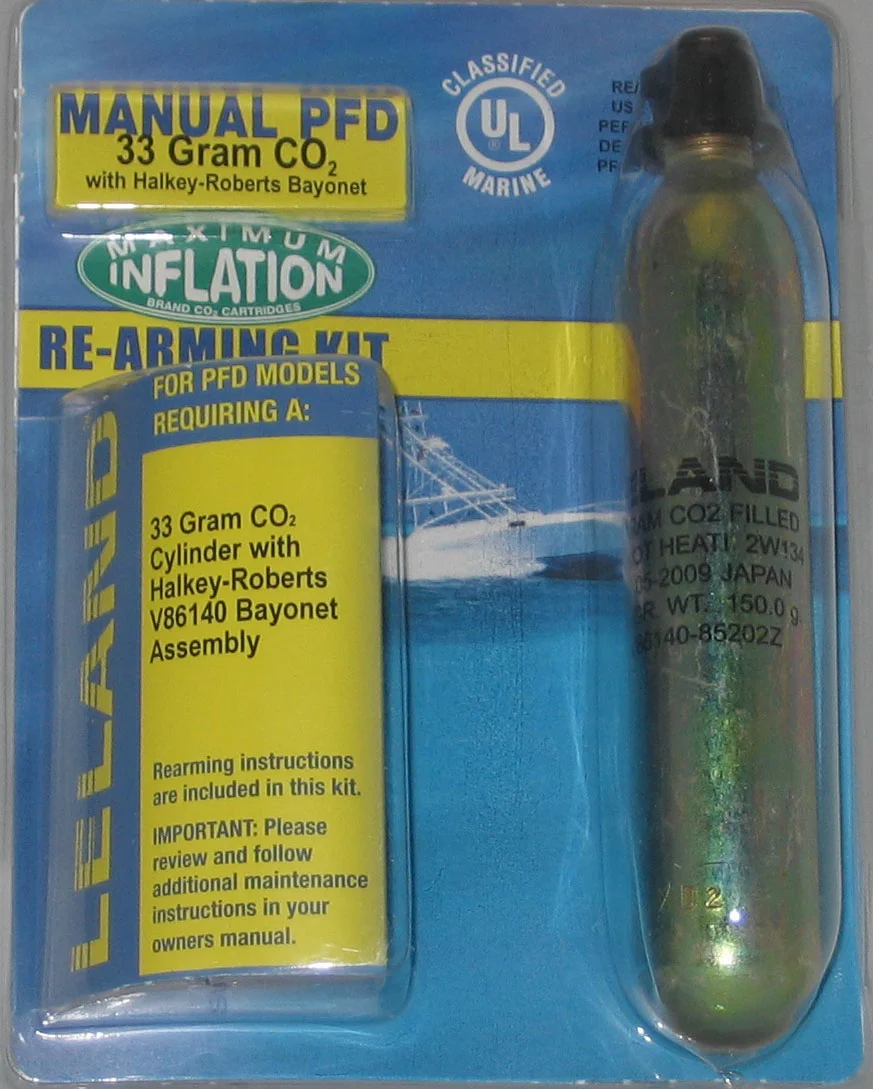 MANUAL PFD
33 Gram CO₂
with Halkey-Roberts Bayonet
CLASSIFIED
UL
®
MARINE
MAXIMUM
INFLATION
BRAND CO₂ CARTRIDGES
RE-ARMING KIT
LELAND
FOR PFD MODELS
REQUIRING A:
33 Gram CO₂
Cylinder with
Halkey-Roberts
V86140 Bayonet
Assembly
Rearming instructions
are included in this kit.
IMPORTANT: Please
review and follow
additional maintenance
instructions in your
owners manual.
US
CO2 FILLED
HEAT! 2W134
05-2009 JAPAN
WT. 150.0 g.
86140-85202Z